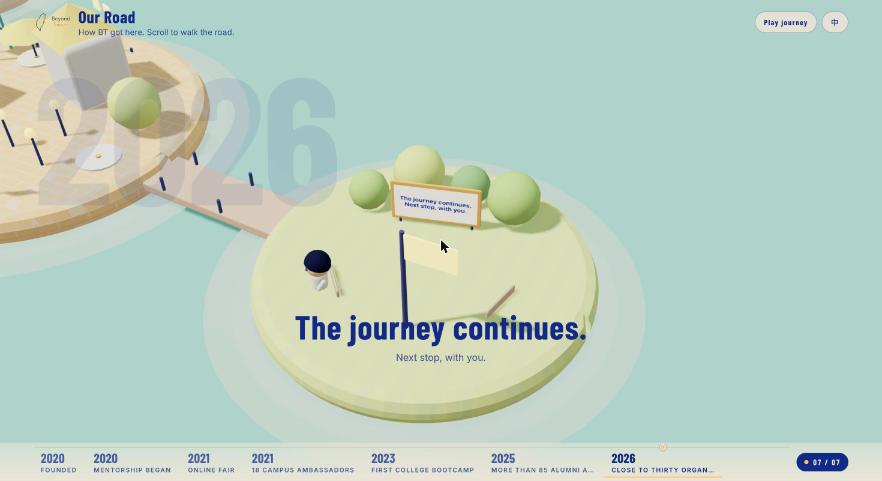 Beyond
Our Road
How BT got here. Scroll to walk the road.
Play journey
中
2026
The journey continues.
Next stop, with you.
The journey continues.
Next stop, with you.
2020
FOUNDED
2020
MENTORSHIP BEGAN
2021
ONLINE FAIR
2021
18 CAMPUS AMBASSADORS
2023
FIRST COLLEGE BOOTCAMP
2025
MORE THAN 85 ALUMNI A...
2026
CLOSE TO THIRTY ORGAN...
07 / 07